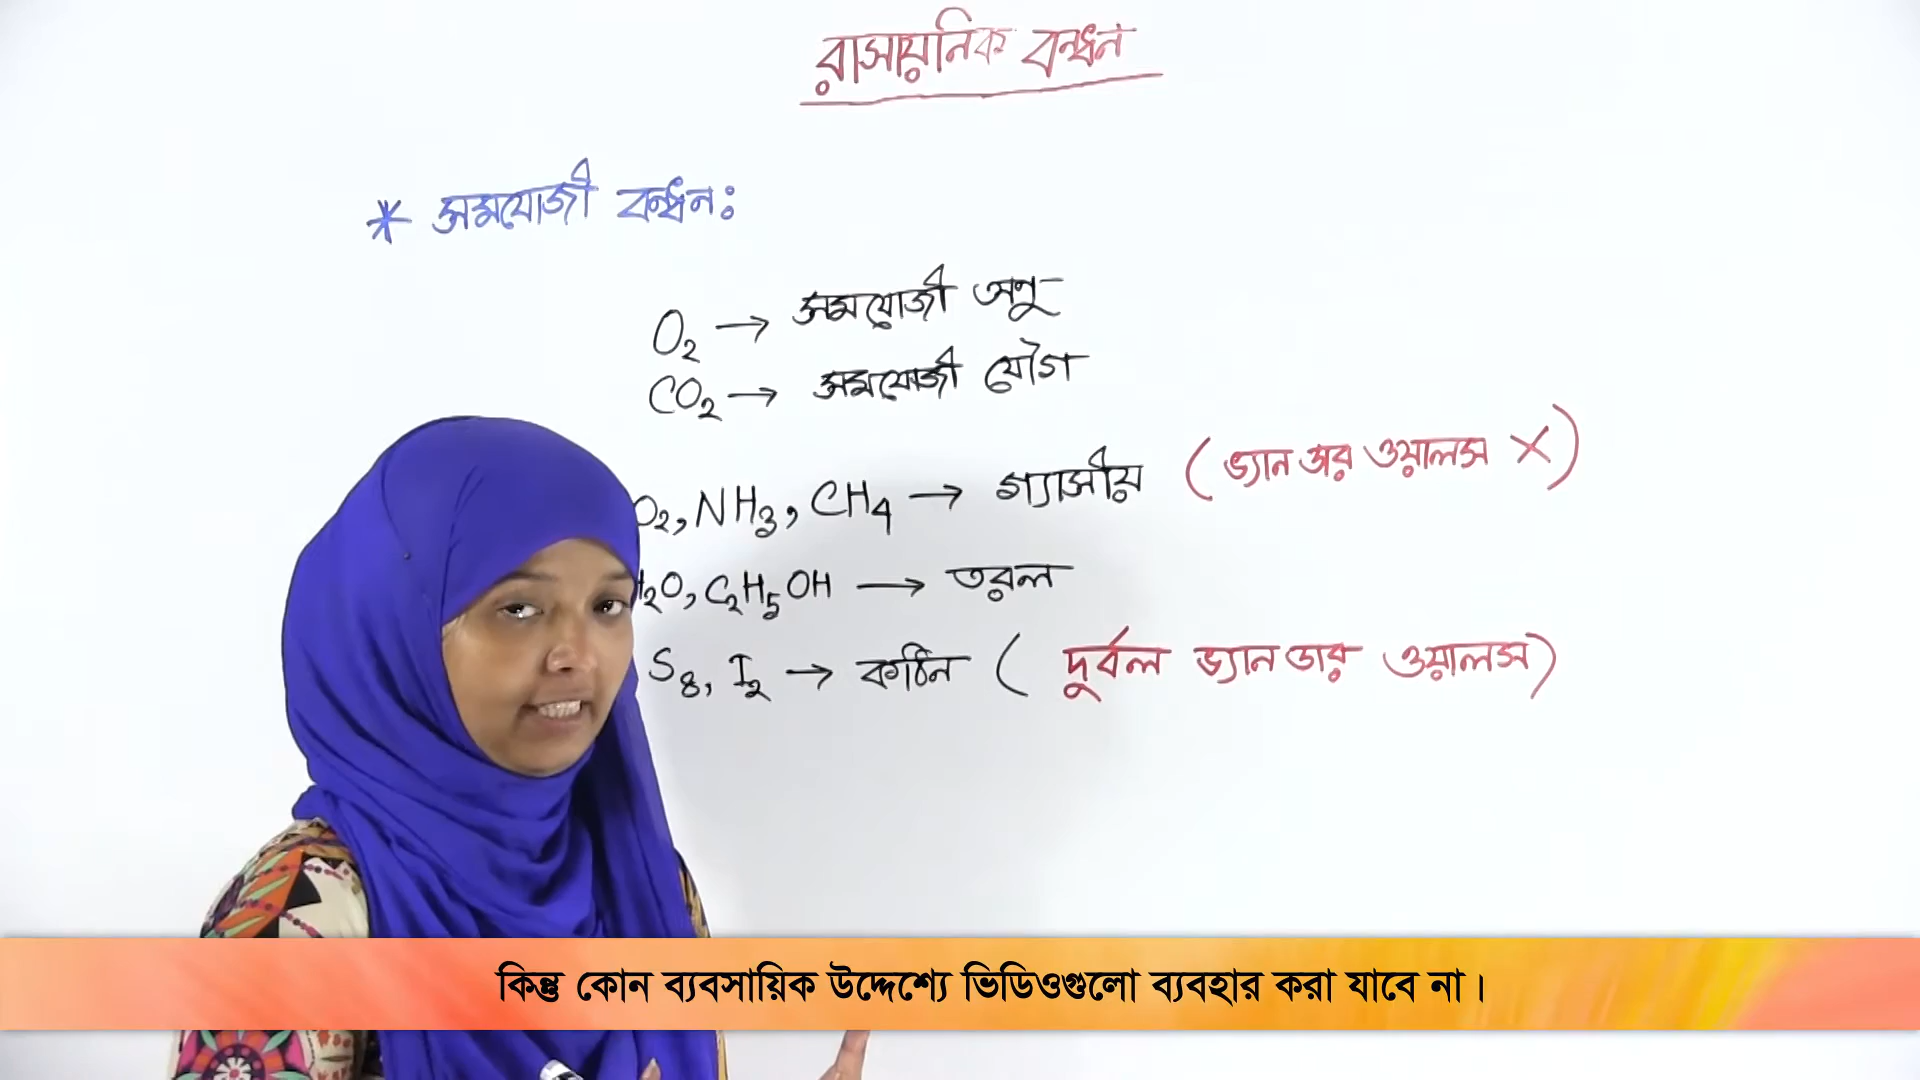 রাসায়নিক বন্ধন
* সমযোজী বন্ধন:
O₂ → সমযোজী অনু
CO₂ → সমযোজী যৌগ
O₂, NH₃, CH₄ → গ্যাসীয় (ভ্যান ডার ওয়ালস X)
H₂O, C₂H₅OH → তরল
S₈, I₂ → কঠিন (দুর্বল ভ্যান ডার ওয়ালস)
কিন্তু কোন ব্যবসায়িক উদ্দেশ্যে ভিডিওগুলো ব্যবহার করা যাবে না।